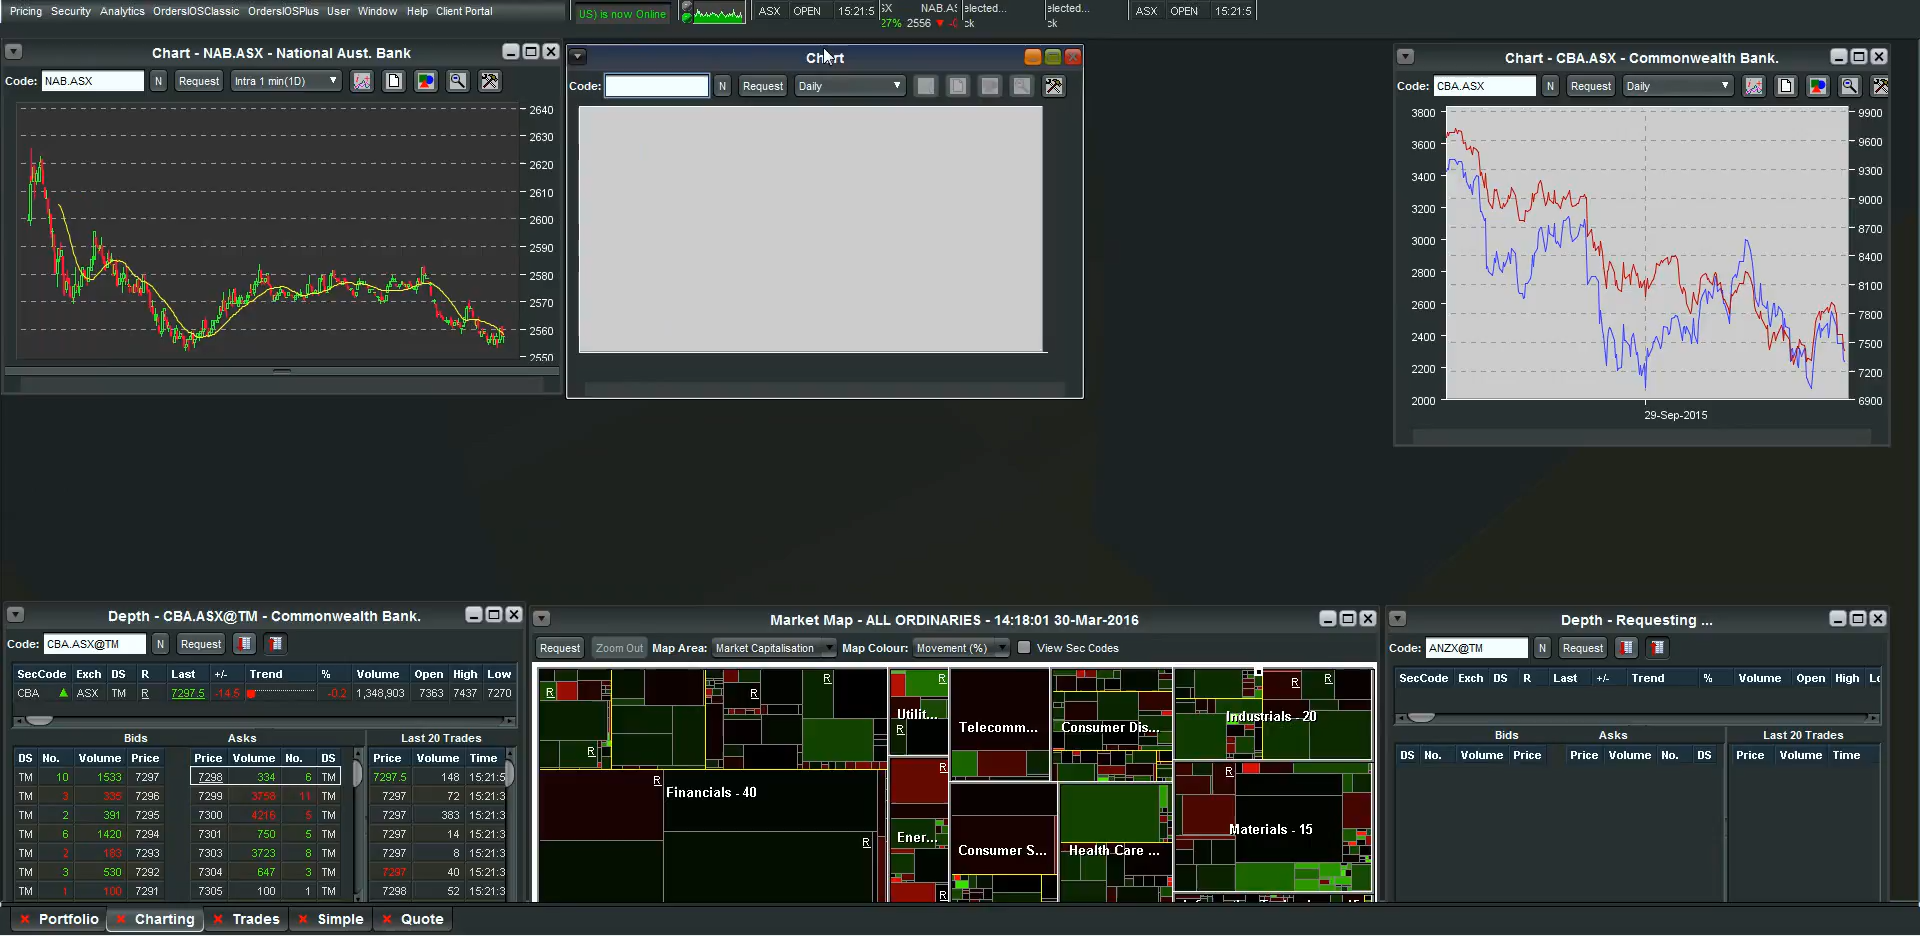 Pricing Security Analytics OrdersIOSClassic OrdersIOSPlus User Window Help Client Portal
US) is now Online
ASX OPEN 15:21:5
NAB.AS
27% 2556
elected...
ck
elected...
ck
ASX OPEN 15:21:5
Chart - NAB.ASX - National Aust. Bank
Code: NAB.ASX N Request Intra 1 min(1D)
2640
2630
2620
2610
2600
2590
2580
2570
2560
2550
Chart
Code: N Request Daily
Chart - CBA.ASX - Commonwealth Bank.
Code: CBA.ASX N Request Daily
3800 9900
3600 9600
3400 9300
3200 9000
3000 8700
2800 8400
2600 8100
2400 7800
2200 7500
2000 7200
6900
29-Sep-2015
Depth - CBA.ASX@TM - Commonwealth Bank.
Code: CBA.ASX@TM N Request
SecCode Exch DS R Last +/- Trend % Volume Open High Low
CBA ASX TM R 7297.5 -14.5 -0.2 1,348,903 7363 7437 7270
Bids Asks Last 20 Trades
DS No. Volume Price Price Volume No. DS Price Volume Time
TM 10 1533 7297 7298 334 6 TM 7297.5 148 15:21:5
TM 3 335 7296 7299 3758 11 TM 7297 72 15:21:3
TM 2 391 7295 7300 4216 5 TM 7297 383 15:21:3
TM 6 1420 7294 7301 750 5 TM 7297 14 15:21:3
TM 2 183 7293 7303 3723 8 TM 7297 8 15:21:3
TM 3 530 7292 7304 647 3 TM 7297 40 15:21:3
TM 1 100 7291 7305 100 1 TM 7298 52 15:21:3
Market Map - ALL ORDINARIES - 14:18:01 30-Mar-2016
Request Zoom Out Map Area: Market Capitalisation Map Colour: Movement (%) View Sec Codes
R R R R R R R
Utilit...
R
Telecomm...
Consumer Dis...
Industrials - 20
R
R
R
R
Financials - 40
Materials - 15
R
Ener...
Consumer S...
Health Care ...
R
Depth - Requesting ...
Code: ANZX@TM N Request
SecCode Exch DS R Last +/- Trend % Volume Open High Lc
Bids Asks Last 20 Trades
DS No. Volume Price Price Volume No. DS Price Volume Time
Portfolio Charting Trades Simple Quote